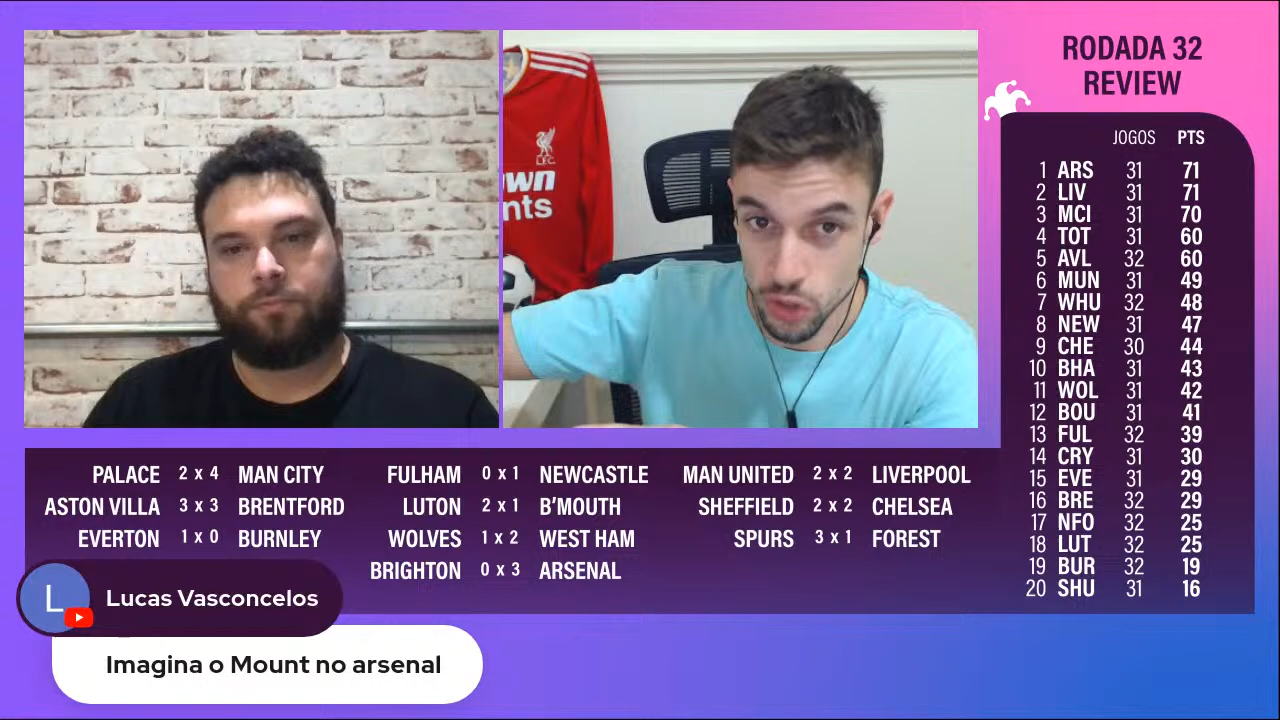 RODADA 32
REVIEW
JOGOS PTS
1 ARS 31 71
2 LIV 31 71
3 MCI 31 70
4 TOT 31 60
5 AVL 32 60
6 MUN 31 49
7 WHU 32 48
8 NEW 31 47
9 CHE 30 44
10 BHA 31 43
11 WOL 31 42
12 BOU 31 41
13 FUL 32 39
14 CRY 31 30
15 EVE 31 29
16 BRE 32 29
17 NFO 32 25
18 LUT 32 25
19 BUR 32 19
20 SHU 31 16
L.F.C.
wn
nts
PALACE 2 x 4 MAN CITY
ASTON VILLA 3 x 3 BRENTFORD
EVERTON 1 x 0 BURNLEY
FULHAM 0 x 1 NEWCASTLE
LUTON 2 x 1 B'MOUTH
WOLVES 1 x 2 WEST HAM
BRIGHTON 0 x 3 ARSENAL
MAN UNITED 2 x 2 LIVERPOOL
SHEFFIELD 2 x 2 CHELSEA
SPURS 3 x 1 FOREST
L
Lucas Vasconcelos
Imagina o Mount no arsenal